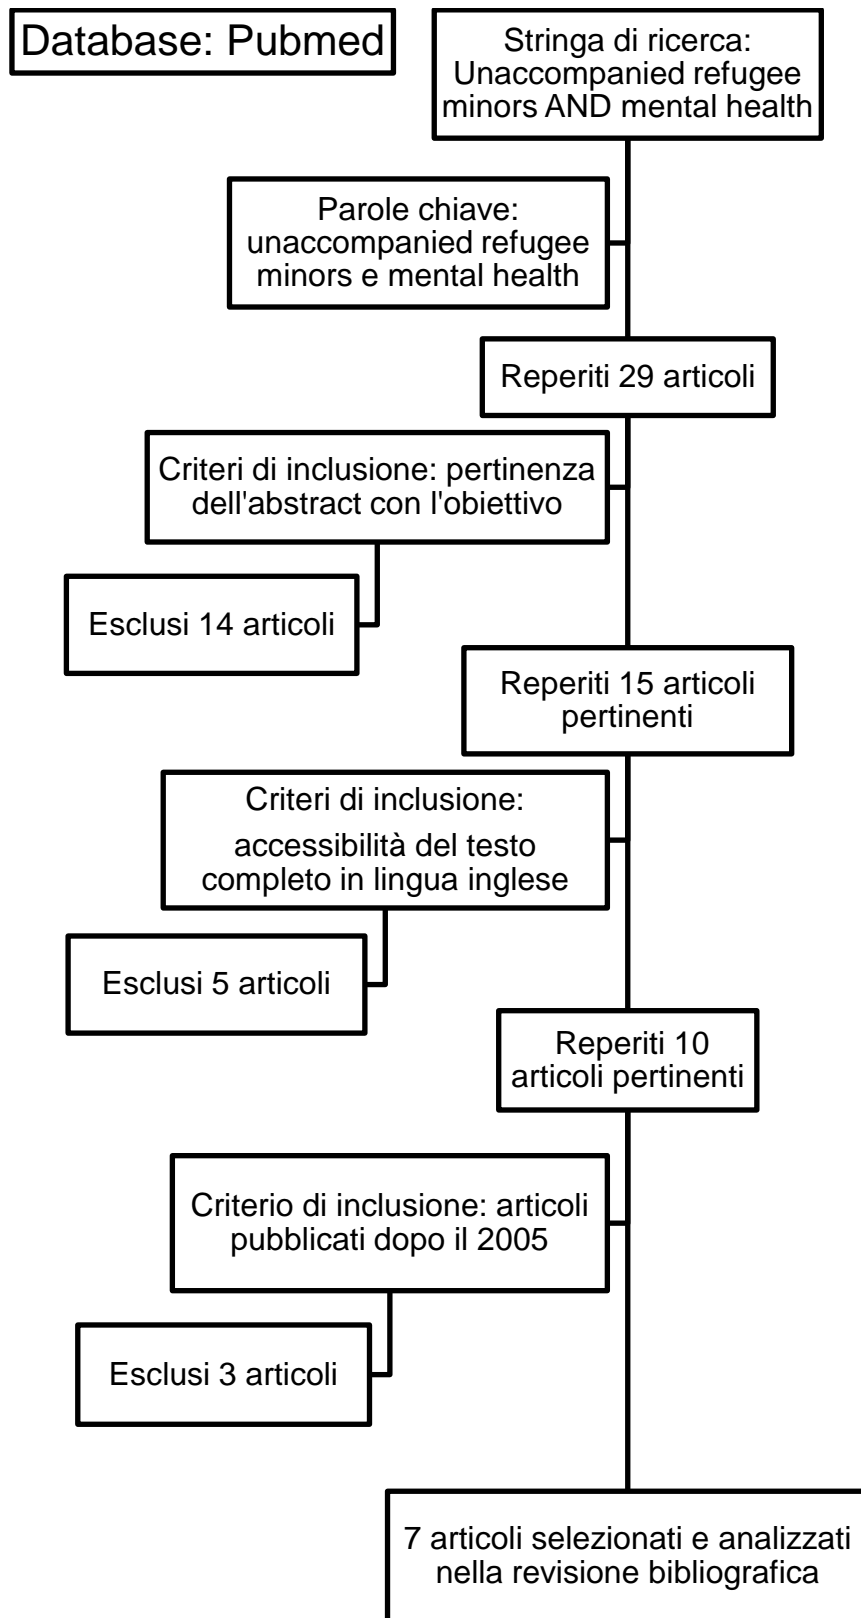 Database: Pubmed
Stringa di ricerca:
Unaccompanied refugee
minors AND mental health
Parole chiave:
unaccompanied refugee
minors e mental health
Reperiti 29 articoli
Criteri di inclusione: pertinenza
dell'abstract con l'obiettivo
Esclusi 14 articoli
Reperiti 15 articoli
pertinenti
Criteri di inclusione:
accessibilità del testo
completo in lingua inglese
Esclusi 5 articoli
Reperiti 10
articoli pertinenti
Criterio di inclusione: articoli
pubblicati dopo il 2005
Esclusi 3 articoli
7 articoli selezionati e analizzati
nella revisione bibliografica